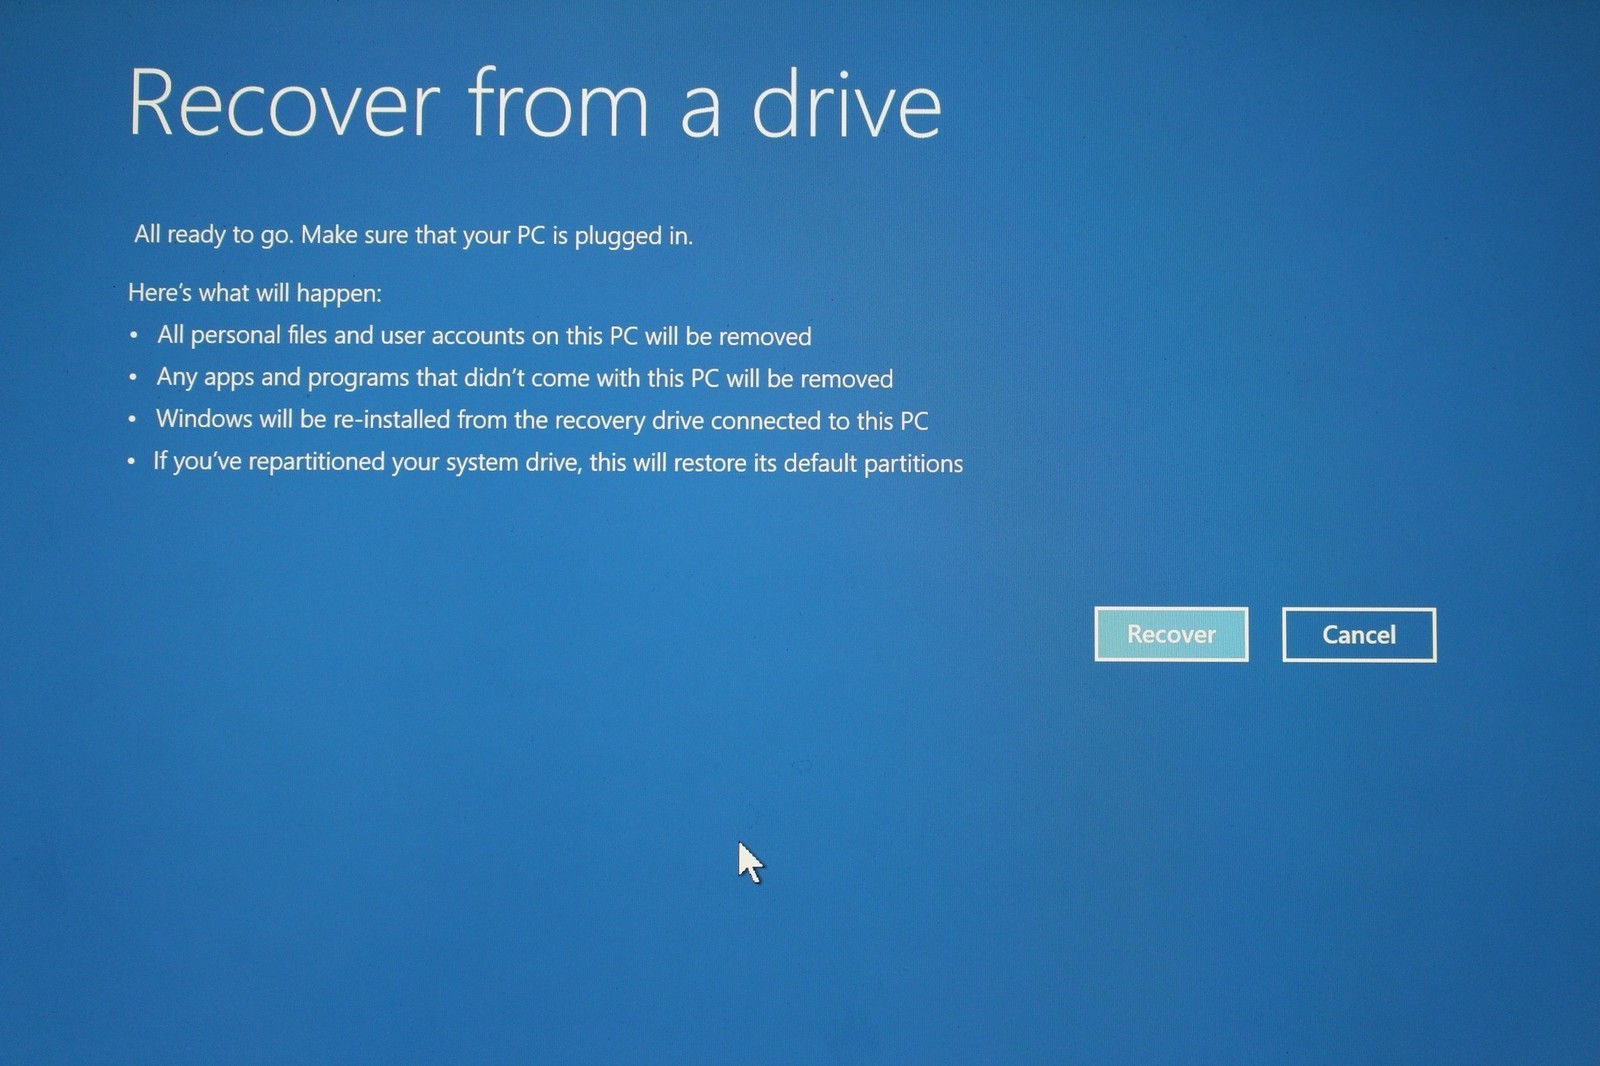 Recover from a drive
All ready to go. Make sure that your PC is plugged in.
Here's what will happen:
• All personal files and user accounts on this PC will be removed
• Any apps and programs that didn't come with this PC will be removed
• Windows will be re-installed from the recovery drive connected to this PC
• If you've repartitioned your system drive, this will restore its default partitions
Recover
Cancel